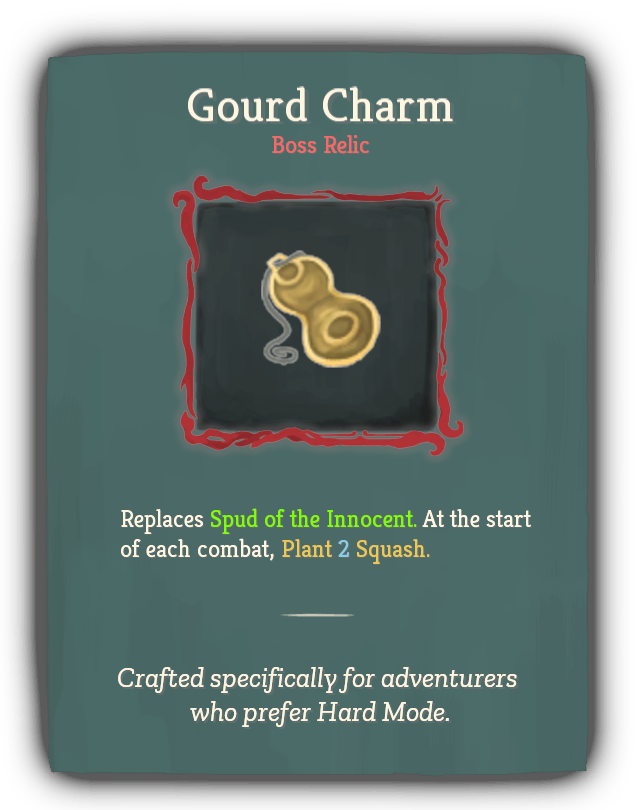 Gourd Charm
Boss Relic
Replaces Spud of the Innocent. At the start
of each combat, Plant 2 Squash.
Crafted specifically for adventurers
who prefer Hard Mode.